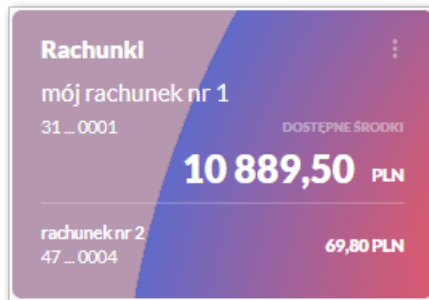 Rachunki
mój rachunek nr 1
31 ... 0001
DOSTĘPNE ŚRODKI
10 889,50 PLN
rachunek nr 2
47 ... 0004
69,80 PLN